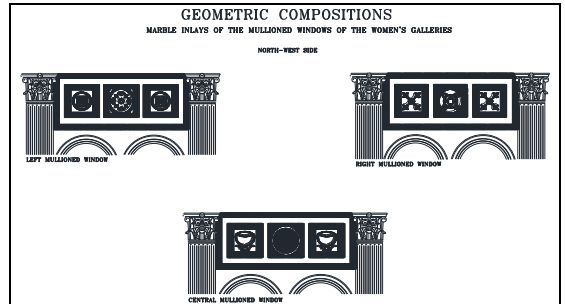 GEOMETRIC COMPOSITIONS
MARBLE INLAYS OF THE MULLIONED WINDOWS OF THE WOMEN'S GALLERIES
NORTH-WEST SIDE
LEFT MULLIONED WINDOW
RIGHT MULLIONED WINDOW
CENTRAL MULLIONED WINDOW